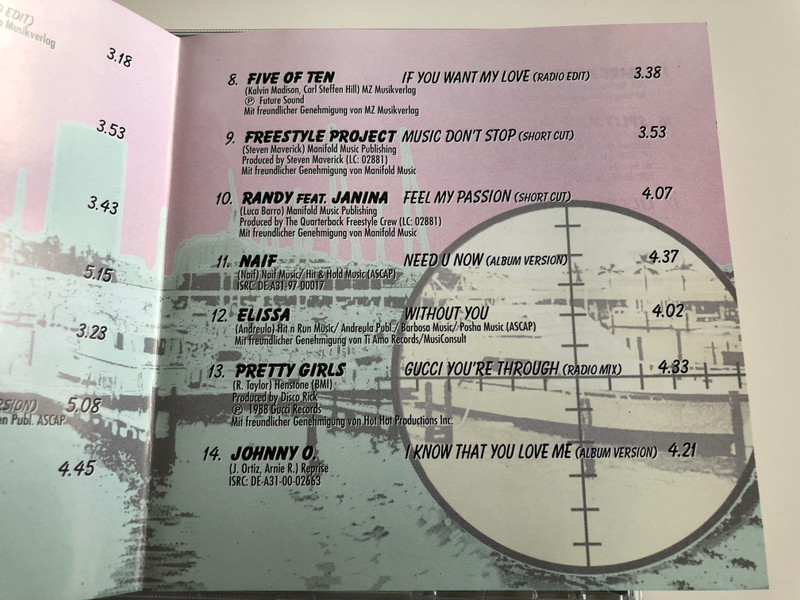 EDIT)
Musikverlag
3.18
3.53
3.43
5.15
3.23
5.08
en Publ. ASCAP
4.45
8. FIVE OF TEN IF YOU WANT MY LOVE (RADIO EDIT) 3.38
(Kalvin Madison, Carl Steffen Hill) MZ Musikverlag
Ⓟ Future Sound
Mit freundlicher Genehmigung von MZ Musikverlag
9. FREESTYLE PROJECT MUSIC DON'T STOP (SHORT CUT) 3.53
(Steven Maverick) Manifold Music Publishing
Produced by Steven Maverick (LC: 02881)
Mit freundlicher Genehmigung von Manifold Music
10. RANDY FEAT. JANINA FEEL MY PASSION (SHORT CUT) 4.07
(Luca Barro) Manifold Music Publishing
Produced by The Quarterback Freestyle Crew (LC: 02881)
Mit freundlicher Genehmigung von Manifold Music
11. NAIF NEED U NOW (ALBUM VERSION) 4.37
(Naif) Naif Music/ Hit & Hold Music (ASCAP)
ISRC: DE-A31-97-00017
12. ELISSA WITHOUT YOU 4.02
(Andreula) Hit n Run Music/ Andreula Publ./ Barbosa Music/ Posha Music (ASCAP)
Mit freundlicher Genehmigung von Ti Amo Records/MusiConsult
13. PRETTY GIRLS GUCCI YOU'RE THROUGH (RADIO MIX) 4.33
(R. Taylor) Henstone (BMI)
Produced by Disco Rick
Ⓟ 1988 Gucci Records
Mit freundlicher Genehmigung von Hot Hot Productions Inc.
14. JOHNNY O. I KNOW THAT YOU LOVE ME (ALBUM VERSION) 4.21
(J. Ortiz, Arnie R.) Reprise
ISRC: DE-A31-00-02663